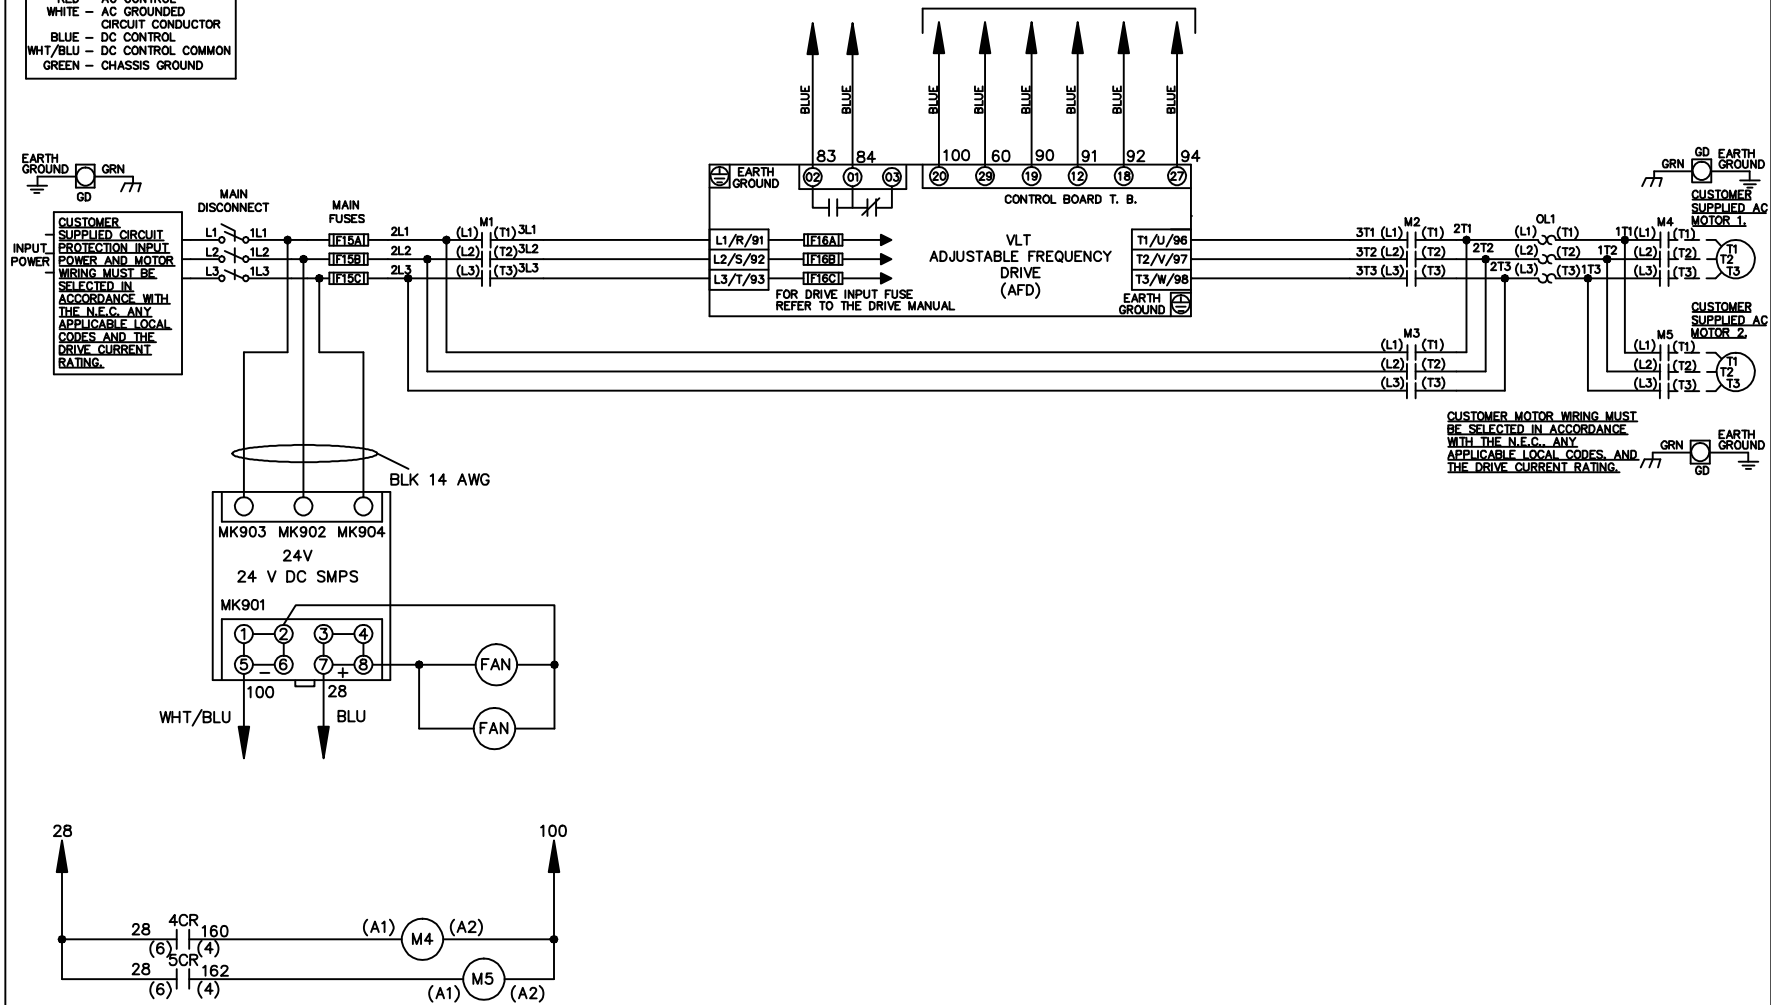 WHITE – AC GROUNDED
CIRCUIT CONDUCTOR
BLUE – DC CONTROL
WHT/BLU – DC CONTROL COMMON
GREEN – CHASSIS GROUND
BLUE
BLUE
BLUE
BLUE
BLUE
BLUE
BLUE
BLUE
83
84
100
60
90
91
92
94
EARTH
GROUND
02
01
03
20
29
19
12
18
27
CONTROL BOARD T. B.
EARTH
GROUND
GRN
GD
INPUT
POWER
CUSTOMER
SUPPLIED CIRCUIT
PROTECTION INPUT
POWER AND MOTOR
WIRING MUST BE
SELECTED IN
ACCORDANCE WITH
THE N.E.C. ANY
APPLICABLE LOCAL
CODES AND THE
DRIVE CURRENT
RATING.
MAIN
DISCONNECT
L1 1L1
L2 1L2
L3 1L3
MAIN
FUSES
F15A 2L1
F15B 2L2
F15C 2L3
M1
(L1) (T1) 3L1
(L2) (T2) 3L2
(L3) (T3) 3L3
L1/R/91
L2/S/92
L3/T/93
F16A
F16B
F16C
FOR DRIVE INPUT FUSE
REFER TO THE DRIVE MANUAL
VLT
ADJUSTABLE FREQUENCY
DRIVE
(AFD)
T1/U/96
T2/V/97
T3/W/98
EARTH
GROUND
M2
3T1 (L1) (T1) 2T1
3T2 (L2) (T2) 2T2
3T3 (L3) (T3) 2T3
OL1
(L1) (T1) 1T1
(L2) (T2) 1T2
(L3) (T3) 1T3
M4
(L1) (T1)
(L2) (T2)
(L3) (T3)
T1
T2
T3
GRN
GD
EARTH
GROUND
CUSTOMER
SUPPLIED AC
MOTOR 1.
M3
(L1) (T1)
(L2) (T2)
(L3) (T3)
M5
(L1) (T1)
(L2) (T2)
(L3) (T3)
T1
T2
T3
CUSTOMER
SUPPLIED AC
MOTOR 2.
CUSTOMER MOTOR WIRING MUST
BE SELECTED IN ACCORDANCE
WITH THE N.E.C., ANY
APPLICABLE LOCAL CODES, AND
THE DRIVE CURRENT RATING.
GRN
GD
EARTH
GROUND
BLK 14 AWG
MK903 MK902 MK904
24V
24 V DC SMPS
MK901
1 2 3 4
5 6 7 8
– +
100
28
WHT/BLU
BLU
FAN
FAN
28
100
28 4CR 160 (A1) M4 (A2)
(6) (4)
28 5CR 162 M5
(6) (4) (A1) (A2)